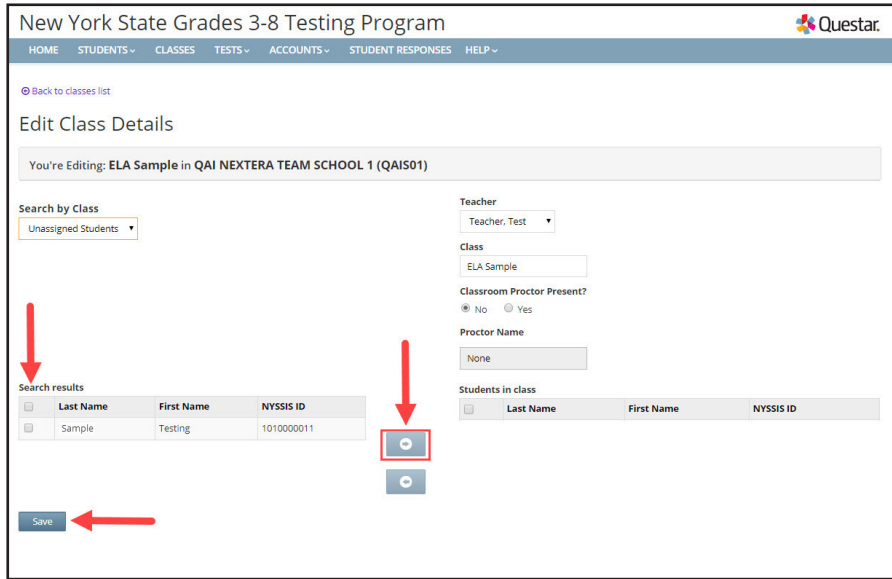 New York State Grades 3-8 Testing Program
Questar.
HOME STUDENTS CLASSES TESTS ACCOUNTS STUDENT RESPONSES HELP
Back to classes list
Edit Class Details
You're Editing: ELA Sample in QAI NEXTERA TEAM SCHOOL 1 (QAIS01)
Search by Class
Unassigned Students
Teacher
Teacher, Test
Class
ELA Sample
Classroom Proctor Present?
No Yes
Proctor Name
None
Search results
Last Name First Name NYSSIS ID
Sample Testing 1010000011
Students in class
Last Name First Name NYSSIS ID
Save